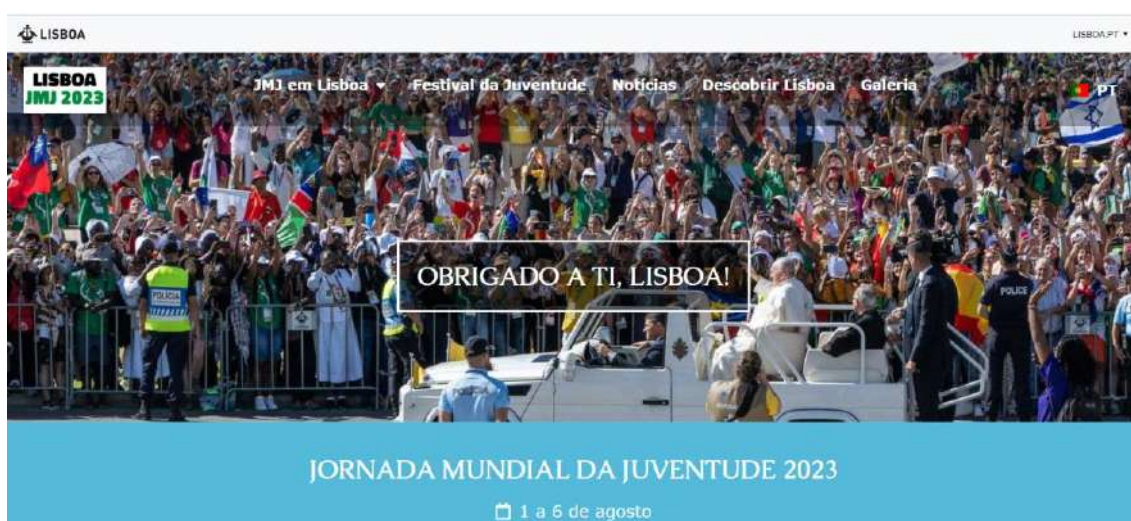 LISBOA
LISBOA.PT
LISBOA
JMJ 2023
JMJ em Lisboa
Festival da Juventude
Notícias
Descobrir Lisboa
Galeria
PT
OBRIGADO A TI, LISBOA!
POLÍCIA
POLICE
JORNADA MUNDIAL DA JUVENTUDE 2023
1 a 6 de agosto